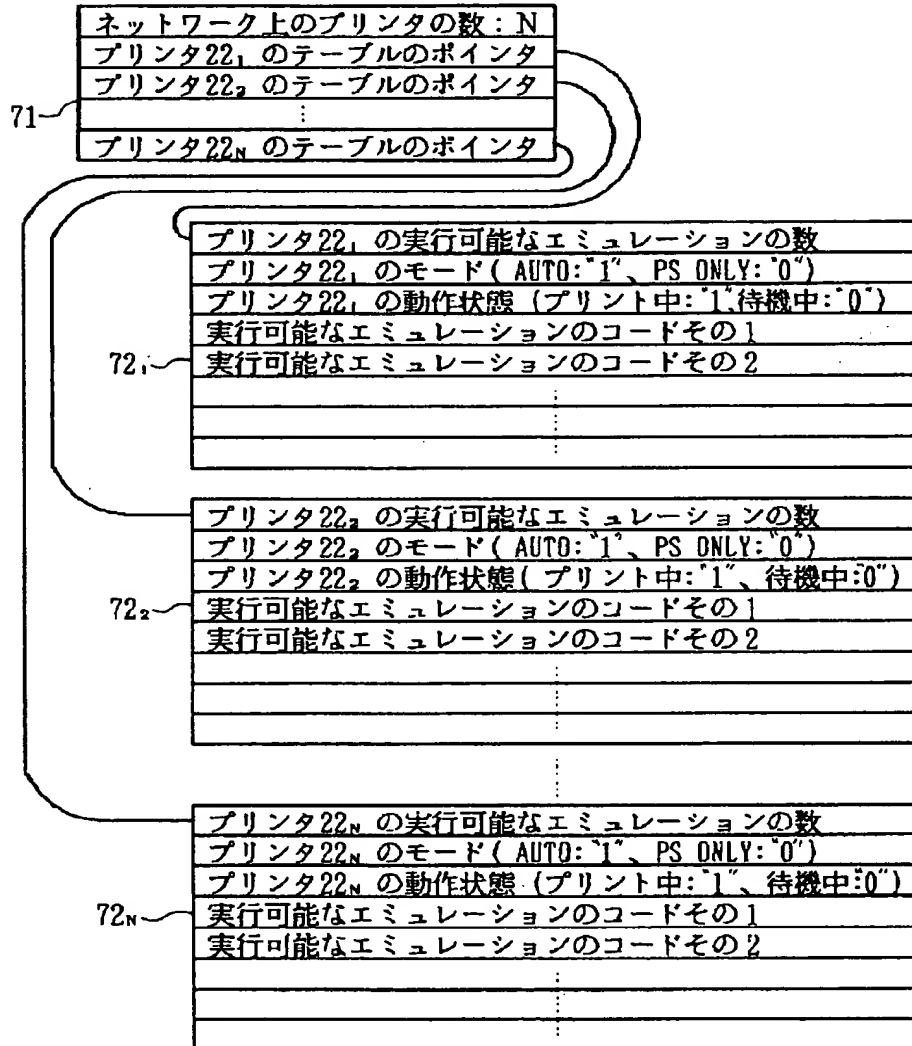 ネットワーク上のプリンタの数：N
プリンタ22₁ のテーブルのポインタ
プリンタ22₂ のテーブルのポインタ
71
⋮
プリンタ22ₙ のテーブルのポインタ
プリンタ22₁ の実行可能なエミュレーションの数
プリンタ22₁ のモード( AUTO:"1"、PS ONLY:"0")
プリンタ22₁ の動作状態 (プリント中:"1",待機中:"0")
実行可能なエミュレーションのコードその1
72₁
実行可能なエミュレーションのコードその2
⋮
プリンタ22₂ の実行可能なエミュレーションの数
プリンタ22₂ のモード( AUTO:"1"、PS ONLY:"0")
プリンタ22₂ の動作状態( プリント中:"1"、待機中:"0")
72₂
実行可能なエミュレーションのコードその1
実行可能なエミュレーションのコードその2
⋮
⋮
プリンタ22ₙ の実行可能なエミュレーションの数
プリンタ22ₙ のモード( AUTO:"1"、PS ONLY:"0")
プリンタ22ₙ の動作状態 (プリント中:"1"、待機中:"0")
72ₙ
実行可能なエミュレーションのコードその1
実行可能なエミュレーションのコードその2
⋮